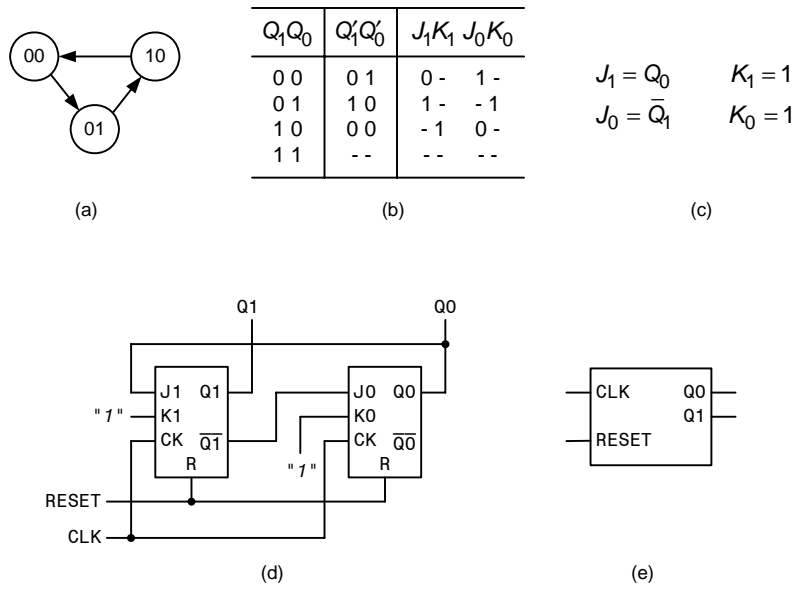 00
10
01
(a)
Q₁Q₀ Q₁′Q₀′ J₁K₁ J₀K₀
0 0 0 1 0 - 1 -
0 1 1 0 1 - - 1
1 0 0 0 - 1 0 -
1 1 - - - - - -
(b)
J₁ = Q₀ K₁ = 1
J₀ = Q̅₁ K₀ = 1
(c)
Q1 Q0
J1 Q1
"1" K1
CK Q̅1̅
R
J0 Q0
K0
CK Q̅0̅
R
"1"
RESET
CLK
(d)
CLK Q0
Q1
RESET
(e)